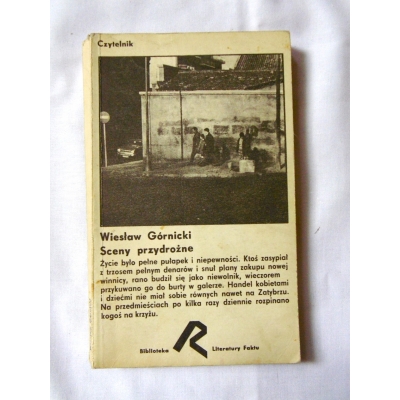 Czytelnik
Wiesław Górnicki
Sceny przydrożne
Życie było pełne pułapek i niepewności. Ktoś zasypiał
z trzosem pełnym denarów i snuł plany zakupu nowej
winnicy, rano budził się jako niewolnik, wieczorem
przykuwano go do burty w galerze. Handel kobietami
i dziećmi nie miał sobie równych nawet na Zatybrzu.
Na przedmieściach po kilka razy dziennie rozpinano
kogoś na krzyżu.
R
Biblioteka Literatury Faktu